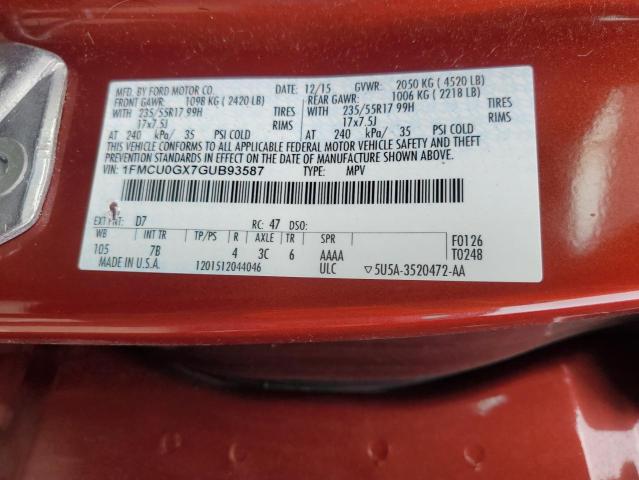 MFD. BY FORD MOTOR CO. 12/15 GVWR: 2050 KG ( 4520 LB)
FRONT GAWR: 1098 KG ( 2420 LB) REAR GAWR: 1006 KG ( 2218 LB)
WITH 235/55R17 99H TIRES WITH 235/55R17 99H TIRES
17x7.5J RIMS 17x7.5J RIMS
AT 240 kPa/ 35 PSI COLD AT 240 kPa/ 35 PSI COLD
THIS VEHICLE CONFORMS TO ALL APPLICABLE FEDERAL MOTOR VEHICLE SAFETY AND BUMPER
STANDARDS AND THEFT PREVENTION STANDARDS IN EFFECT ON THE DATE OF MANUFACTURE SHOWN ABOVE.
VIN: 1FMCU0GX7GUB93587 TYPE: MPV
EXT PNT: D7 RC: 47 DSO:
WB INT TR TP/PS R AXLE TR SPR F0126
105 7B 4 3C 6 AAAA T0248
MADE IN U.S.A. 1201512044046 ULC ▽5U5A-3520472-AA